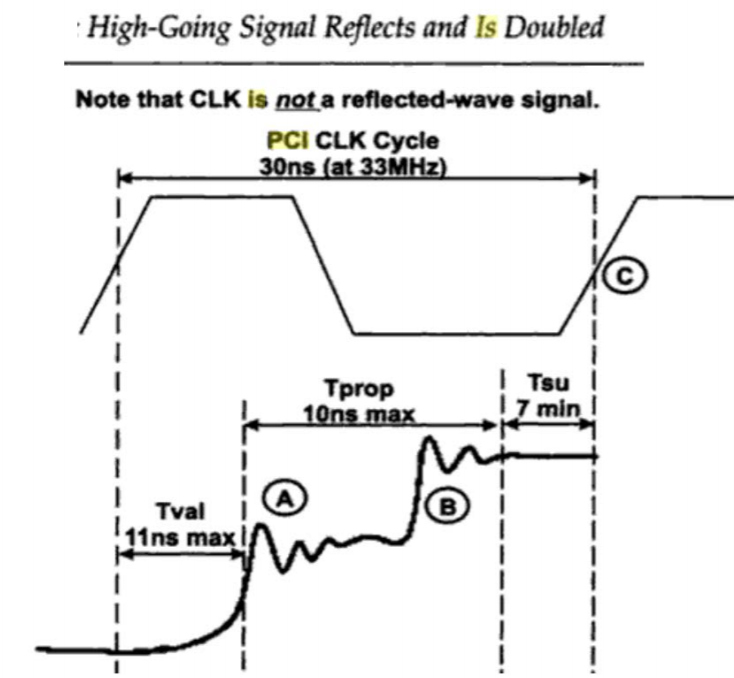 : High-Going Signal Reflects and Is Doubled
Note that CLK is not a reflected-wave signal.
PCI CLK Cycle
30ns (at 33MHz)
C
Tprop
10ns max
Tsu
7 min
A
B
Tval
11ns max